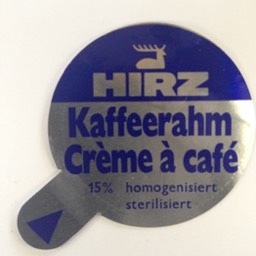 HIRZ
Kaffeerahm
Crème à café
15% homogenisiert
sterilisiert